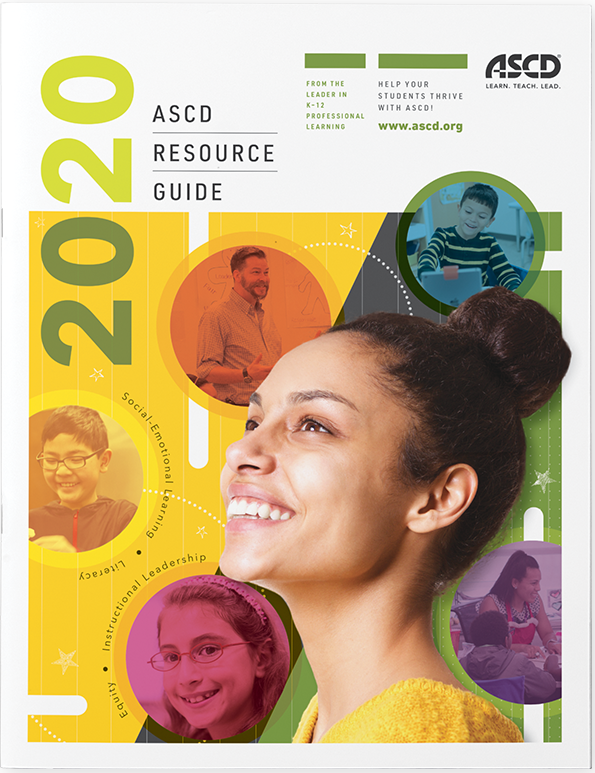 2020
ASCD
RESOURCE
GUIDE
FROM THE
LEADER IN
K–12
PROFESSIONAL
LEARNING
HELP YOUR
STUDENTS THRIVE
WITH ASCD!
www.ascd.org
ASCD®
LEARN. TEACH. LEAD.
Social-Emotional Learning • Literacy
Equity • Instructional Leadership